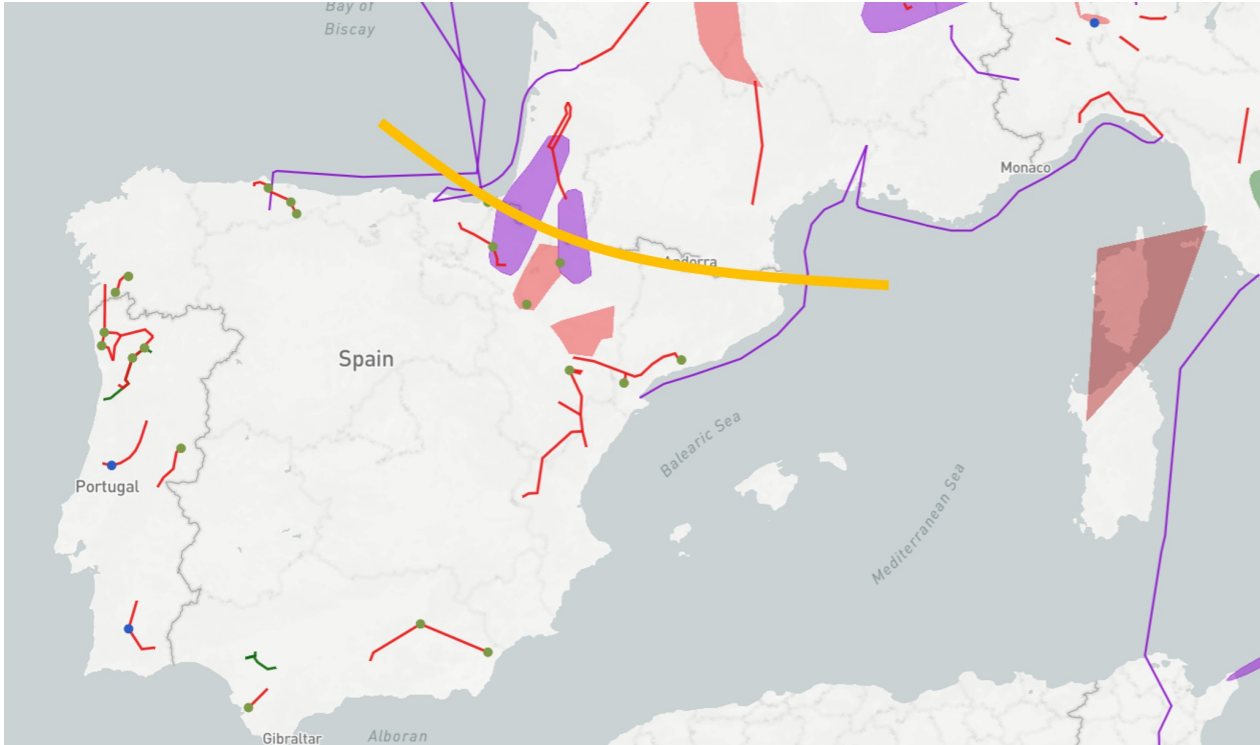 Bay of
Biscay
Monaco
Andorra
Spain
Balearic Sea
Portugal
Mediterranean Sea
Gibraltar
Alboran